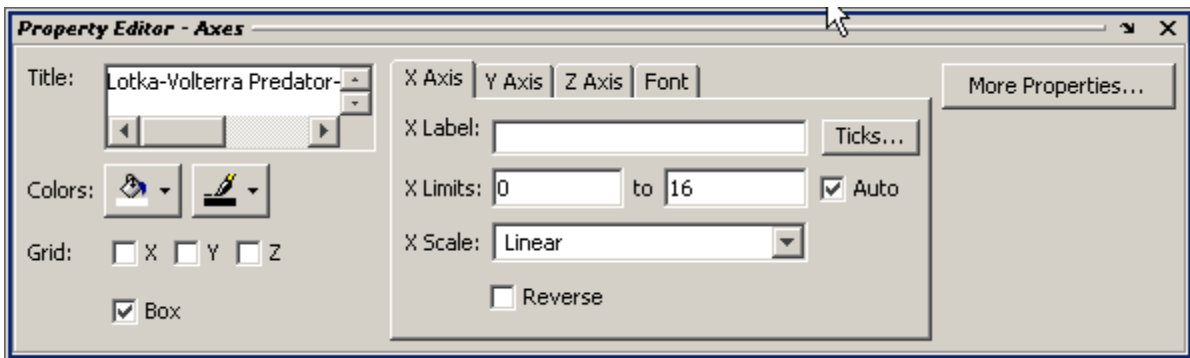 Property Editor - Axes
Title: Lotka-Volterra Predator-
Colors:
Grid: X Y Z
Box
X Axis Y Axis Z Axis Font
X Label: Ticks...
X Limits: 0 to 16 Auto
X Scale: Linear
Reverse
More Properties...